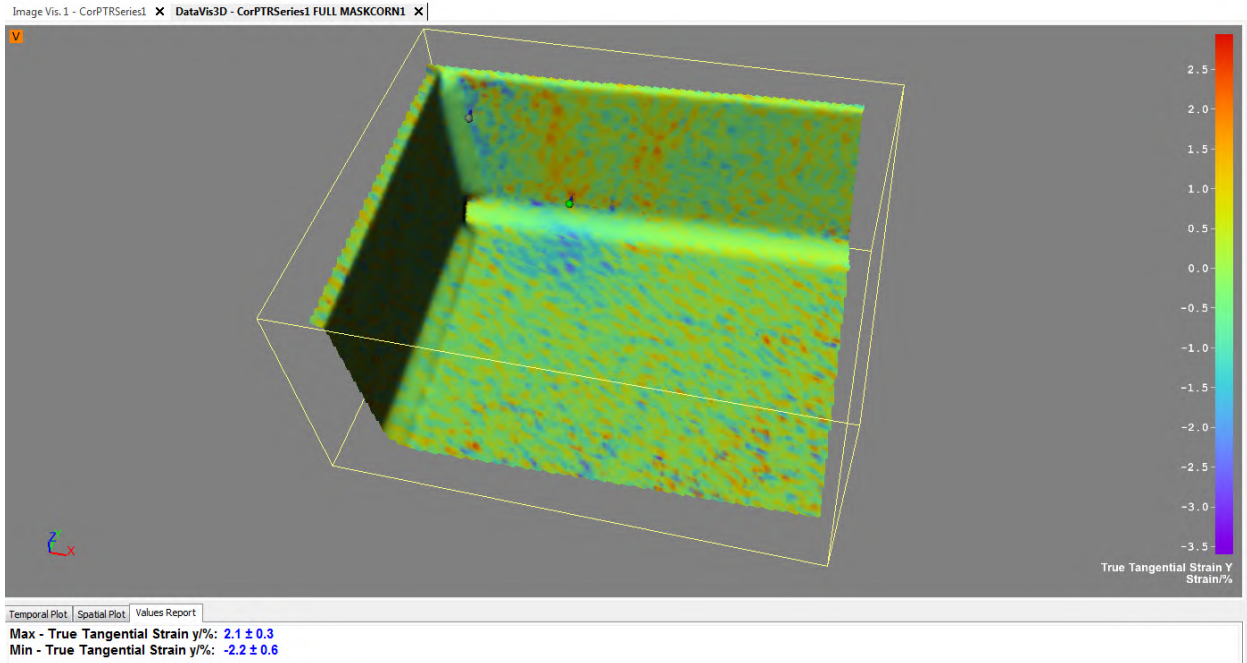 Image Vis. 1 - CorPTRSeries1 ✕ DataVis3D - CorPTRSeries1 FULL MASKCORN1 ✕
V
2.5
2.0
1.5
1.0
0.5
0.0
-0.5
-1.0
-1.5
-2.0
-2.5
-3.0
-3.5
True Tangential Strain Y
Strain/%
Z Y
X
Temporal Plot Spatial Plot Values Report
Max - True Tangential Strain y/%: 2.1 ± 0.3
Min - True Tangential Strain y/%: -2.2 ± 0.6